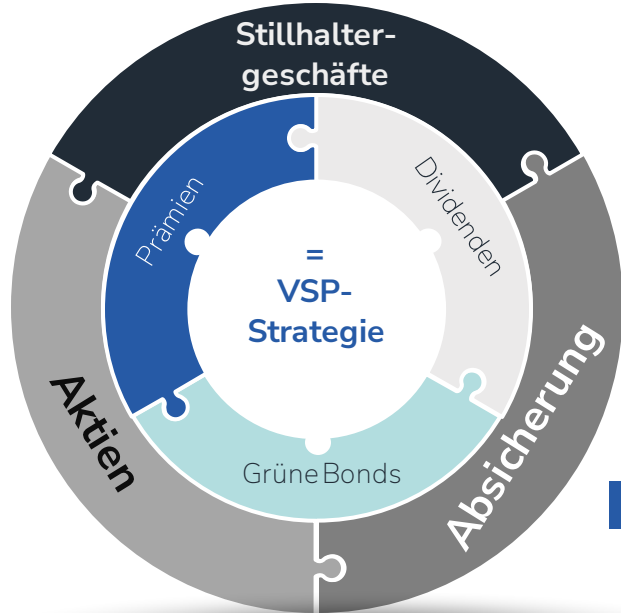 Stillhalter-
geschäfte
Prämien
Dividenden
=
VSP-
Strategie
Aktien
Absicherung
Grüne Bonds